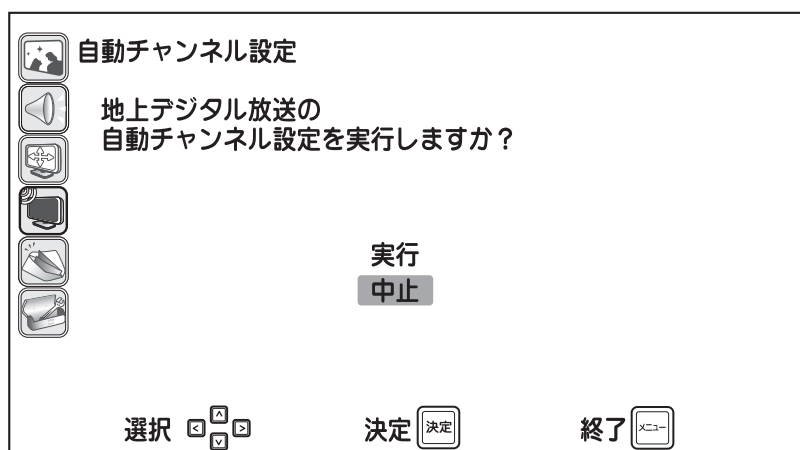 自動チャンネル設定
地上デジタル放送の
自動チャンネル設定を実行しますか？
実行
中止
選択 決定 決定 終了 メニュー